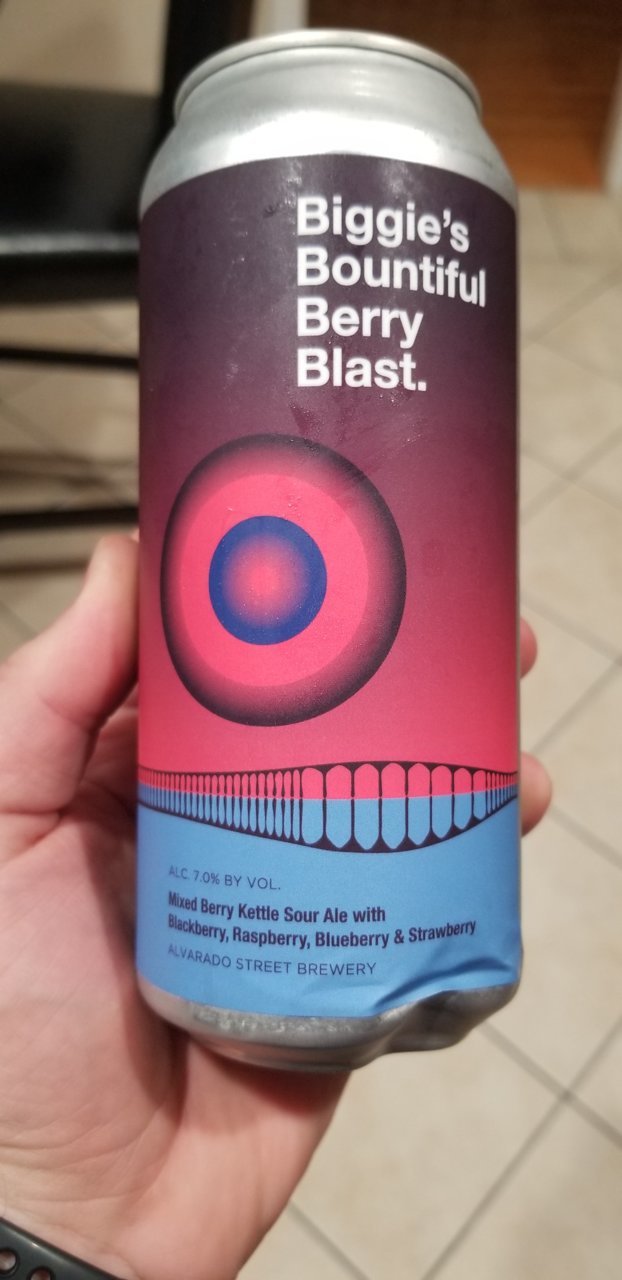 Biggie's
Bountiful
Berry
Blast.
ALC. 7.0% BY VOL.
Mixed Berry Kettle Sour Ale with
Blackberry, Raspberry, Blueberry & Strawberry
ALVARADO STREET BREWERY